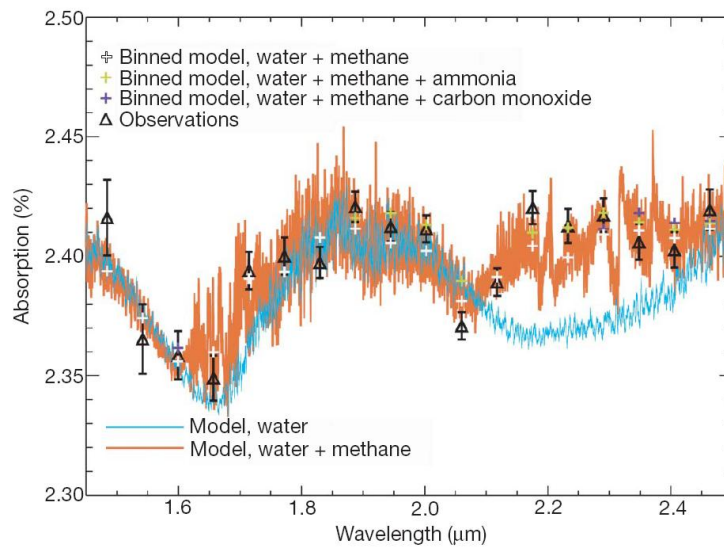 2.50
Binned model, water + methane
Binned model, water + methane + ammonia
Binned model, water + methane + carbon monoxide
Observations
2.45
2.40
2.35
2.30
Absorption (%)
Model, water
Model, water + methane
1.6
1.8
2.0
2.2
2.4
Wavelength (μm)